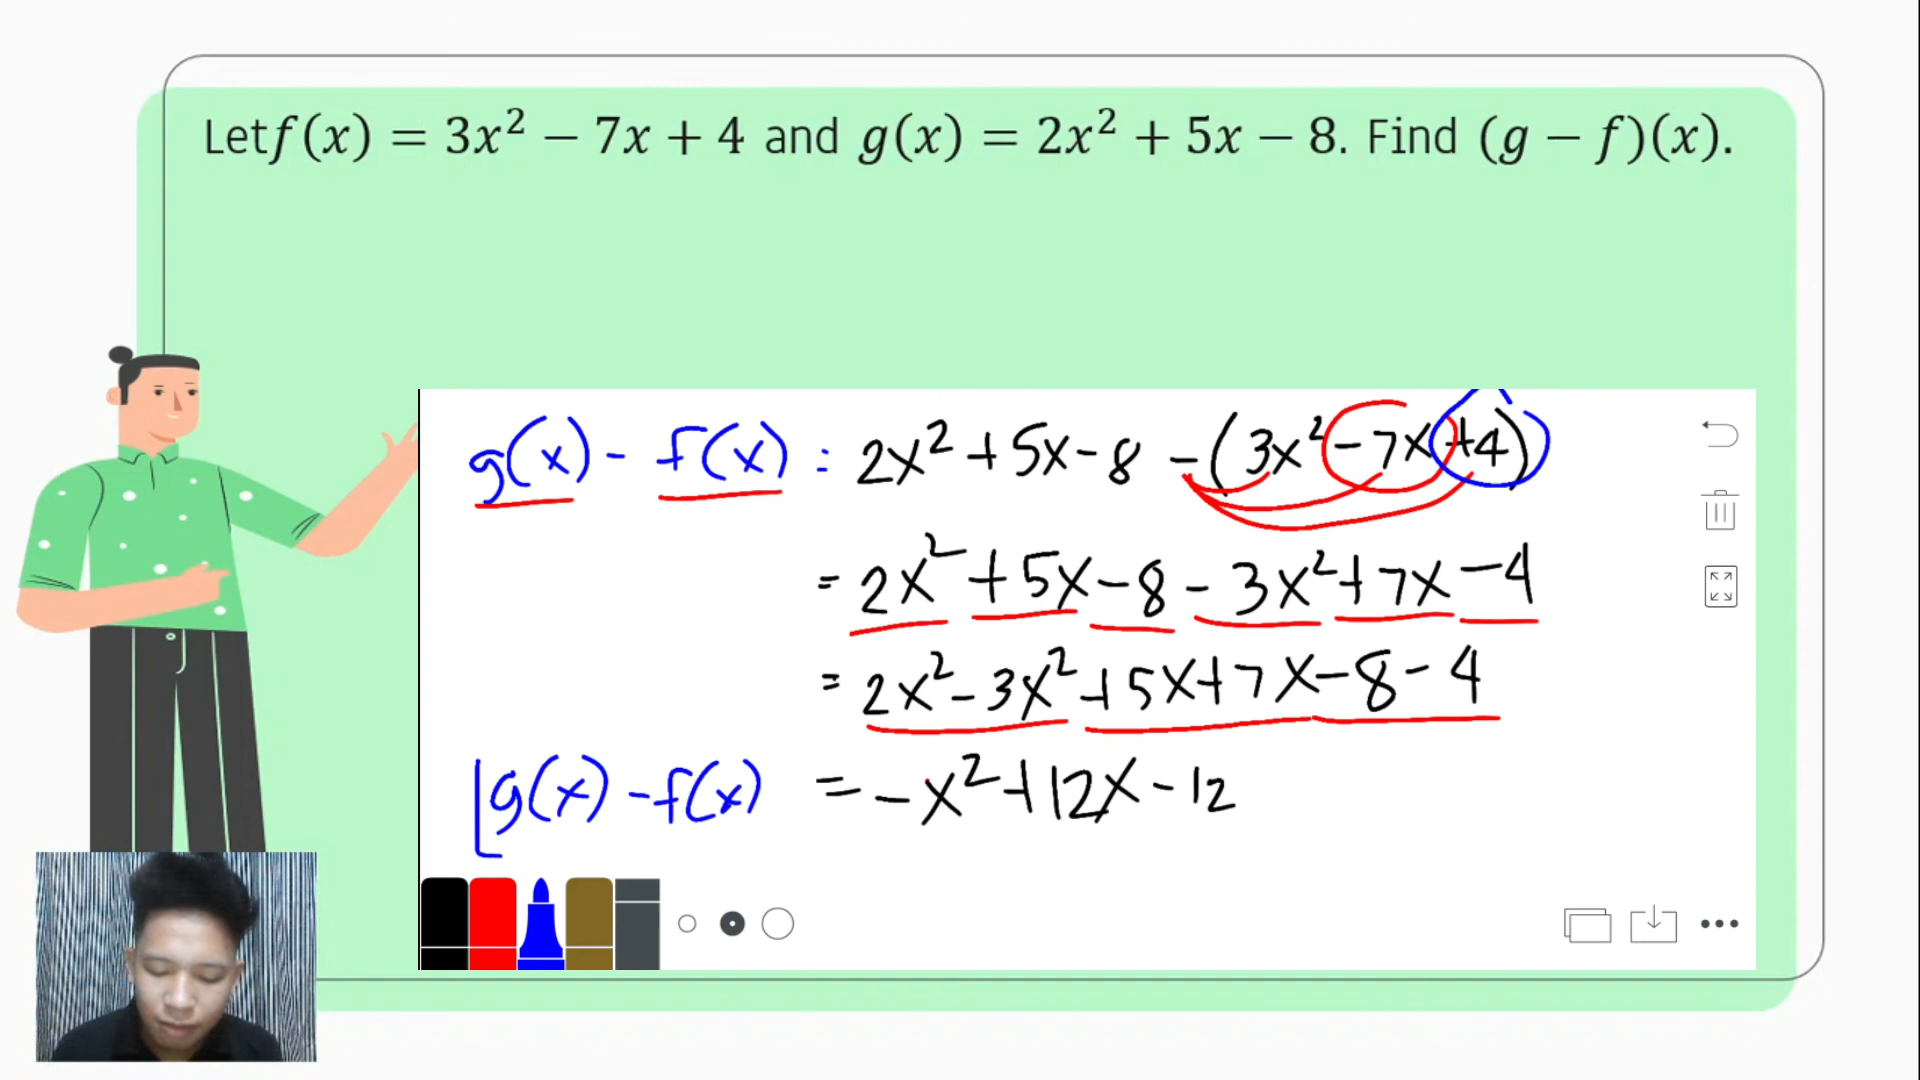 Let f(x) = 3x² − 7x + 4 and g(x) = 2x² + 5x − 8. Find (g − f)(x).
g(x) - f(x) = 2x² + 5x - 8 - (3x² - 7x + 4)
= 2x² + 5x - 8 - 3x² + 7x - 4
= 2x² - 3x² + 5x + 7x - 8 - 4
g(x) - f(x) = -x² + 12x - 12